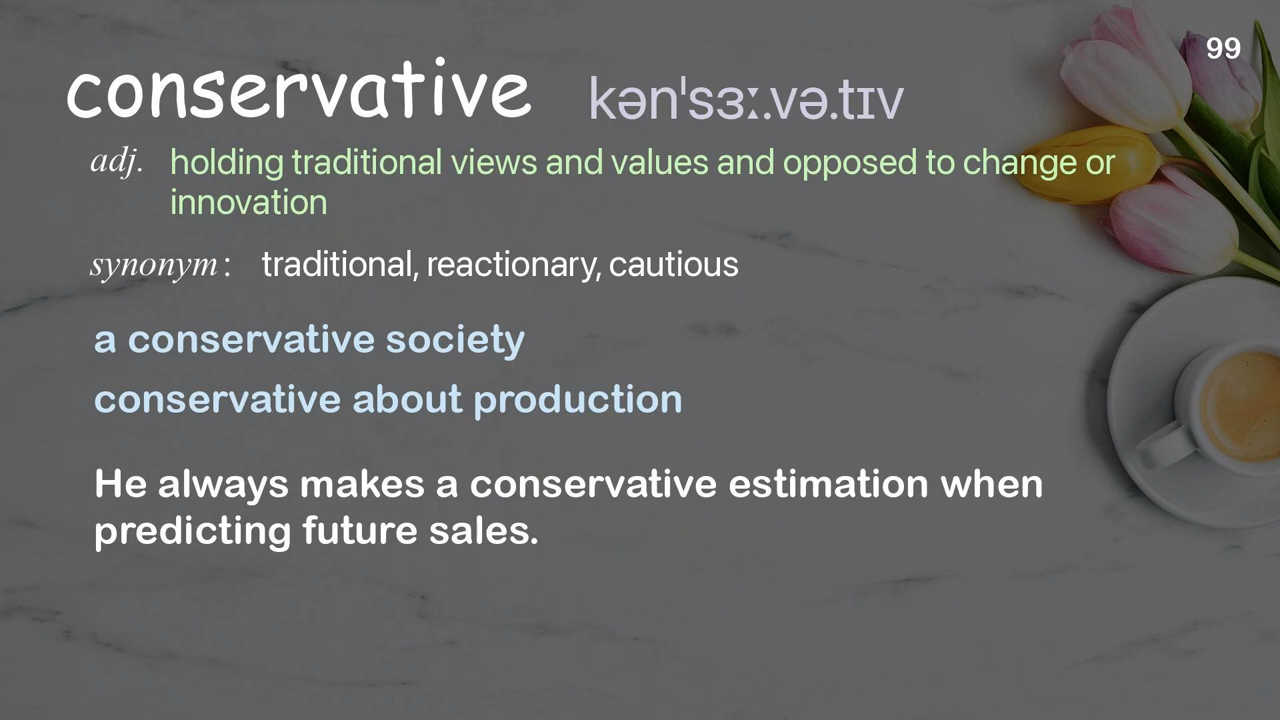 99
conservative kən'sɜː.və.tɪv
adj. holding traditional views and values and opposed to change or
innovation
synonym : traditional, reactionary, cautious
a conservative society
conservative about production
He always makes a conservative estimation when
predicting future sales.